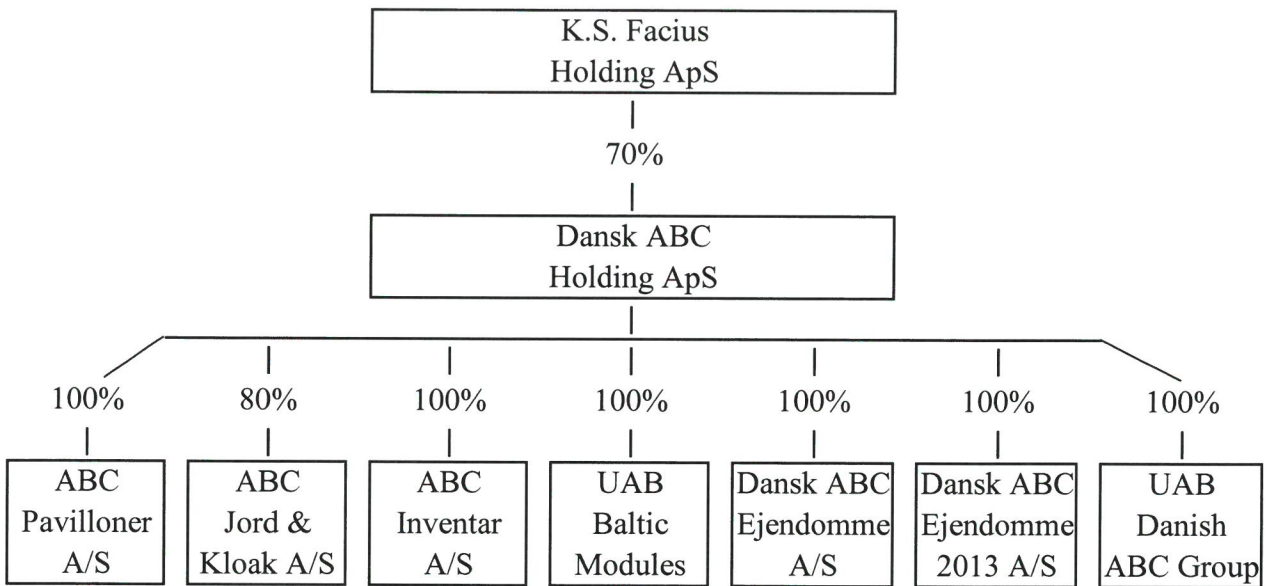 K.S. Facius
Holding ApS
70%
Dansk ABC
Holding ApS
100%
80%
100%
100%
100%
100%
100%
ABC
Pavilloner
A/S
ABC
Jord &
Kloak A/S
ABC
Inventar
A/S
UAB
Baltic
Modules
Dansk ABC
Ejendomme
A/S
Dansk ABC
Ejendomme
2013 A/S
UAB
Danish
ABC Group